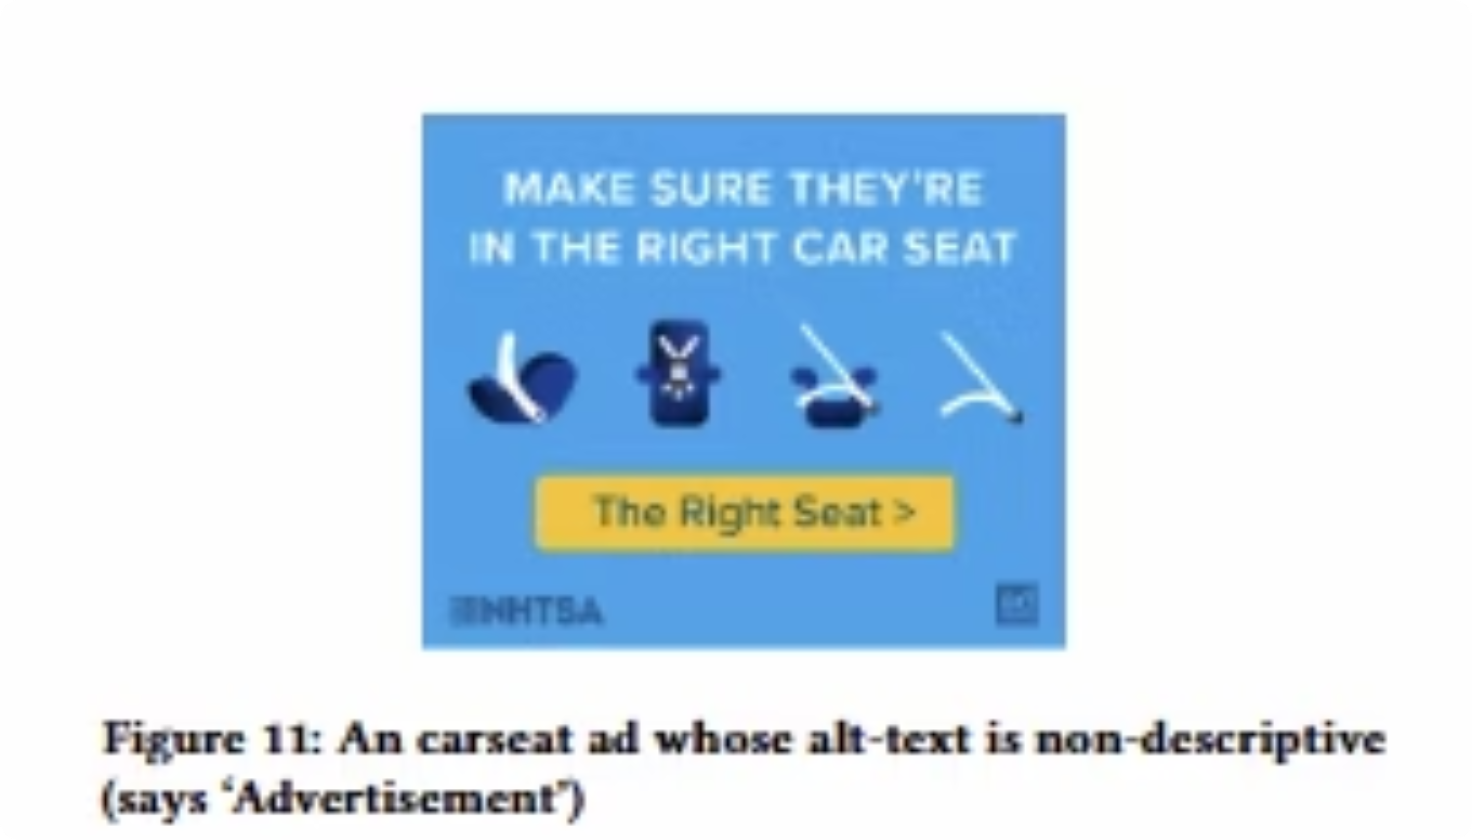 MAKE SURE THEY'RE
IN THE RIGHT CAR SEAT
The Right Seat >
NHTSA
Figure 11: An carseat ad whose alt-text is non-descriptive
(says ‘Advertisement’)